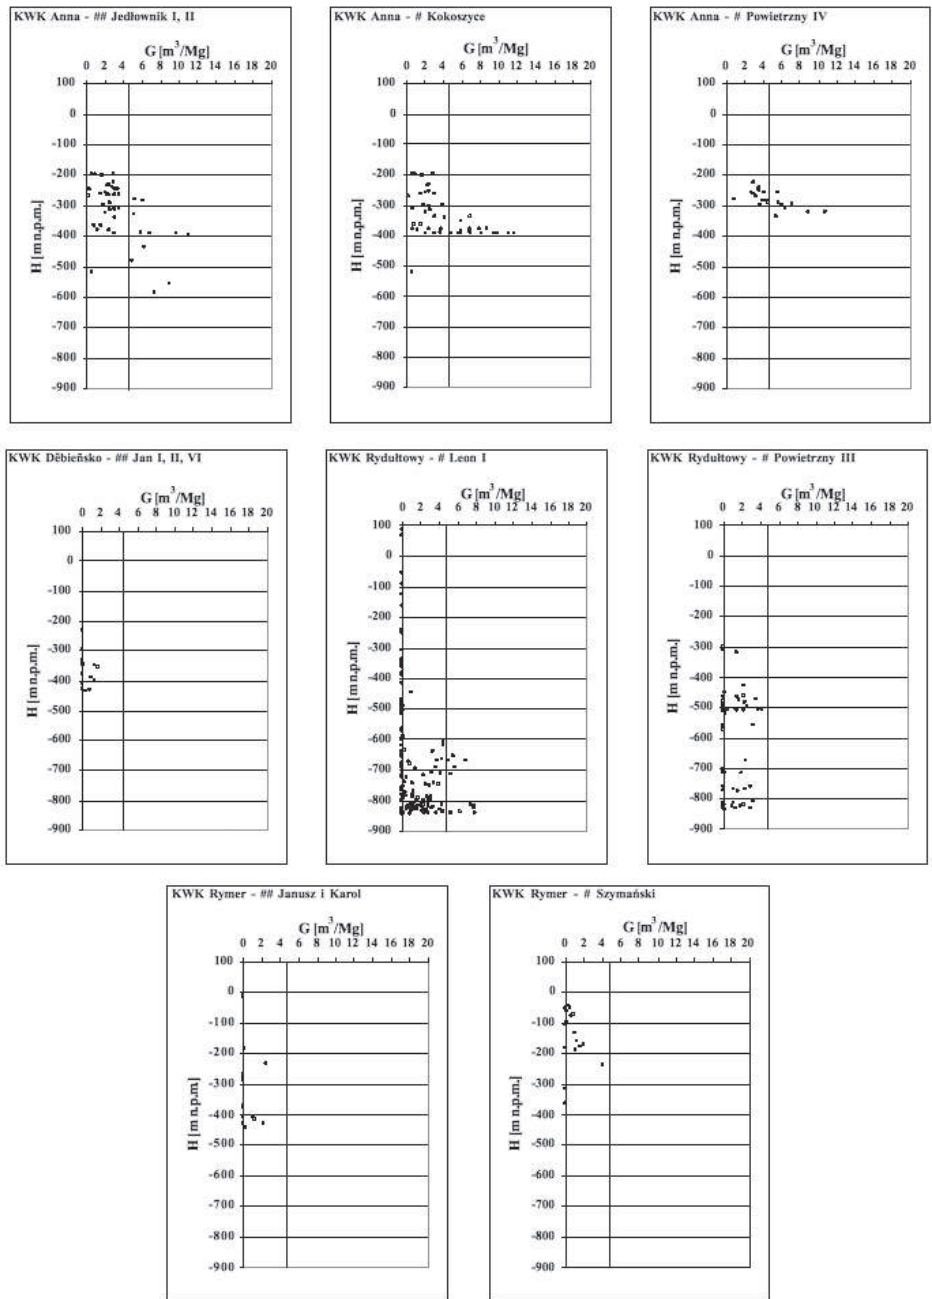 KWK Anna - ## Jedłownik I, II
G [m³/Mg]
0 2 4 6 8 10 12 14 16 18 20
100
0
-100
-200
-300
-400
-500
-600
-700
-800
-900
H [m n.p.m.]
KWK Anna - # Kokoszyce
G [m³/Mg]
0 2 4 6 8 10 12 14 16 18 20
100
0
-100
-200
-300
-400
-500
-600
-700
-800
-900
H [m n.p.m.]
KWK Anna - # Powietrzny IV
G [m³/Mg]
0 2 4 6 8 10 12 14 16 18 20
100
0
-100
-200
-300
-400
-500
-600
-700
-800
-900
H [m n.p.m.]
KWK Děbieñsko - ## Jan I, II, VI
G [m³/Mg]
0 2 4 6 8 10 12 14 16 18 20
100
0
-100
-200
-300
-400
-500
-600
-700
-800
-900
H [m n.p.m.]
KWK Rydułtowy - # Leon I
G [m³/Mg]
0 2 4 6 8 10 12 14 16 18 20
100
0
-100
-200
-300
-400
-500
-600
-700
-800
-900
H [m n.p.m.]
KWK Rydułtowy - # Powietrzny III
G [m³/Mg]
0 2 4 6 8 10 12 14 16 18 20
100
0
-100
-200
-300
-400
-500
-600
-700
-800
-900
H [m n.p.m.]
KWK Rymer - ## Janusz i Karol
G [m³/Mg]
0 2 4 6 8 10 12 14 16 18 20
100
0
-100
-200
-300
-400
-500
-600
-700
-800
-900
H [m n.p.m.]
KWK Rymer - # Szymański
G [m³/Mg]
0 2 4 6 8 10 12 14 16 18 20
100
0
-100
-200
-300
-400
-500
-600
-700
-800
-900
H [m n.p.m.]